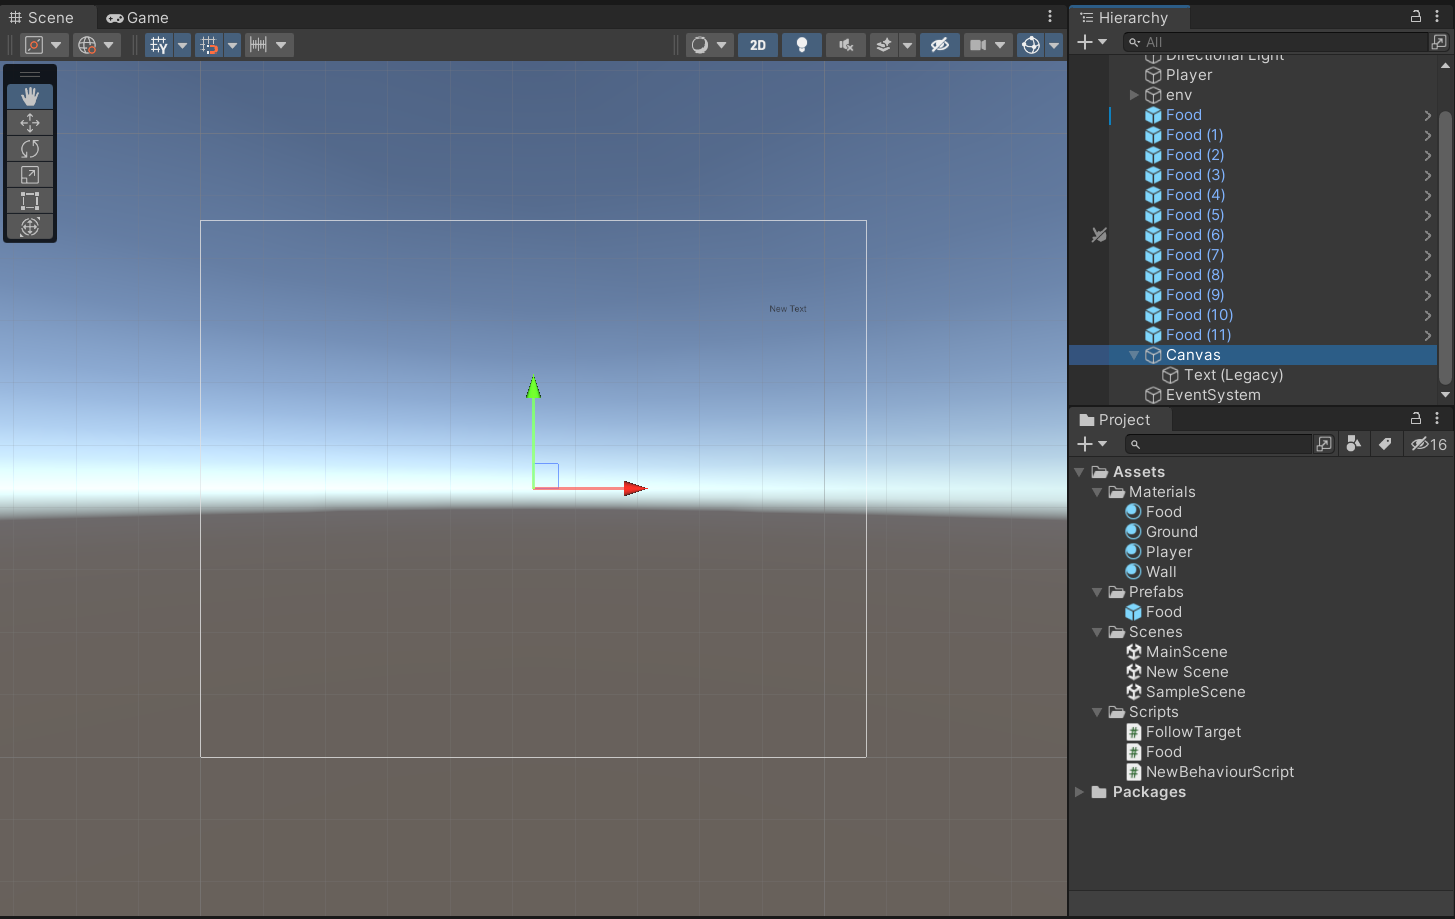 Scene
Game
2D
New Text
Hierarchy
All
Directional Light
Player
env
Food
Food (1)
Food (2)
Food (3)
Food (4)
Food (5)
Food (6)
Food (7)
Food (8)
Food (9)
Food (10)
Food (11)
Canvas
Text (Legacy)
EventSystem
Project
16
Assets
Materials
Food
Ground
Player
Wall
Prefabs
Food
Scenes
MainScene
New Scene
SampleScene
Scripts
FollowTarget
Food
NewBehaviourScript
Packages